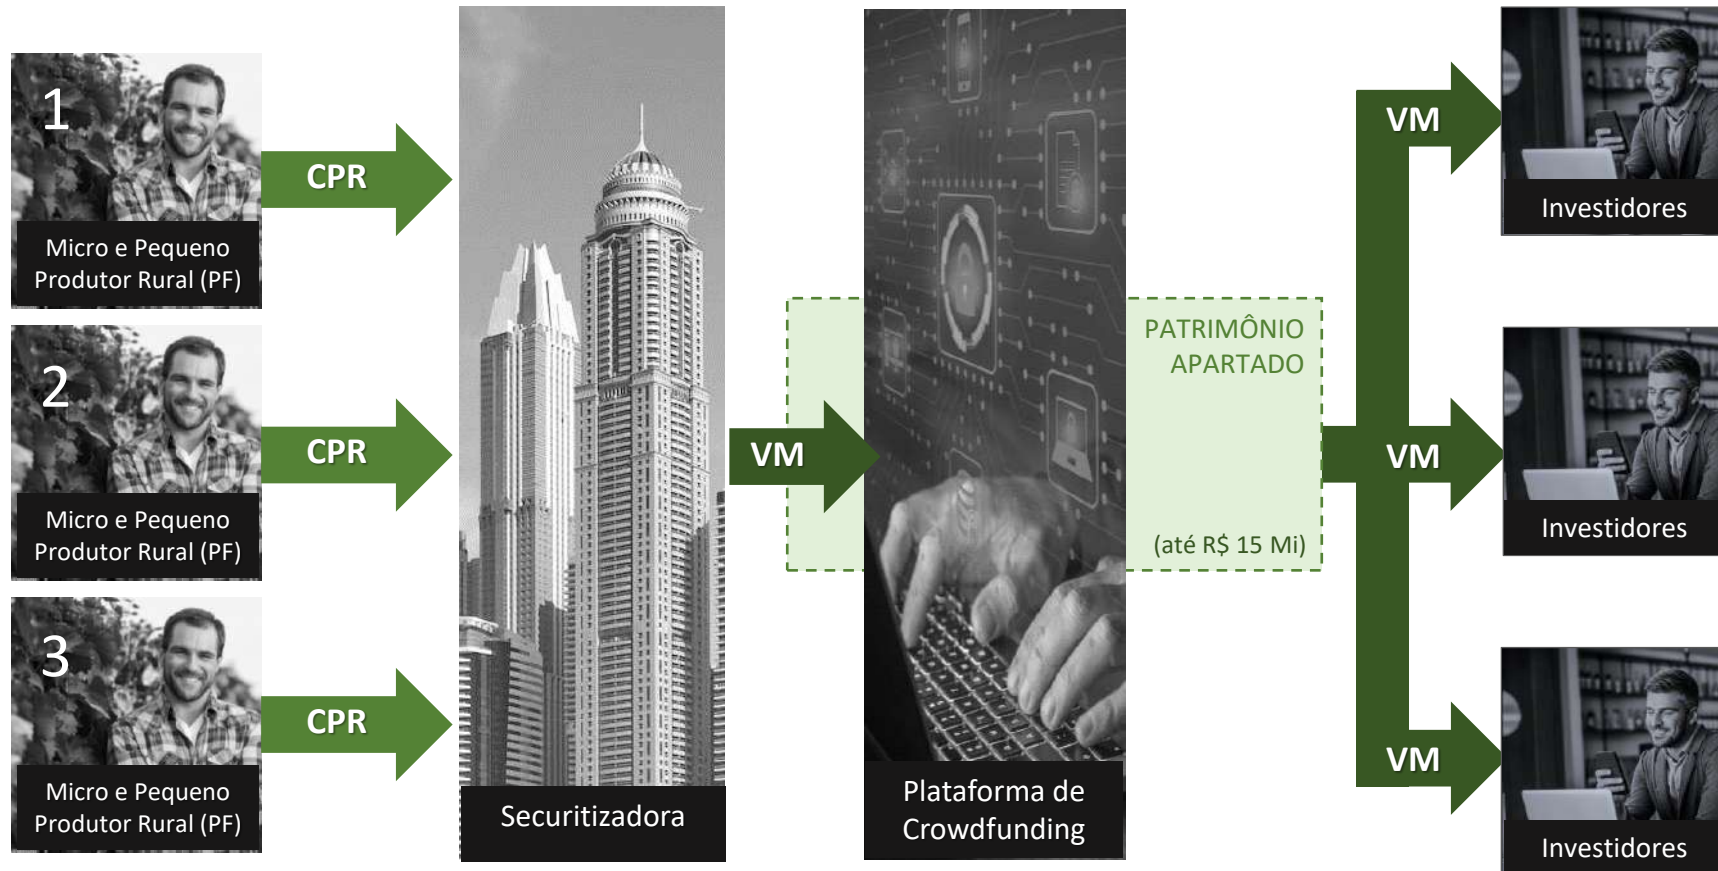 1
Micro e Pequeno
Produtor Rural (PF)
CPR
2
Micro e Pequeno
Produtor Rural (PF)
CPR
3
Micro e Pequeno
Produtor Rural (PF)
CPR
Securitizadora
VM
Plataforma de
Crowdfunding
PATRIMÔNIO
APARTADO
(até R$ 15 Mi)
VM
Investidores
VM
Investidores
VM
Investidores